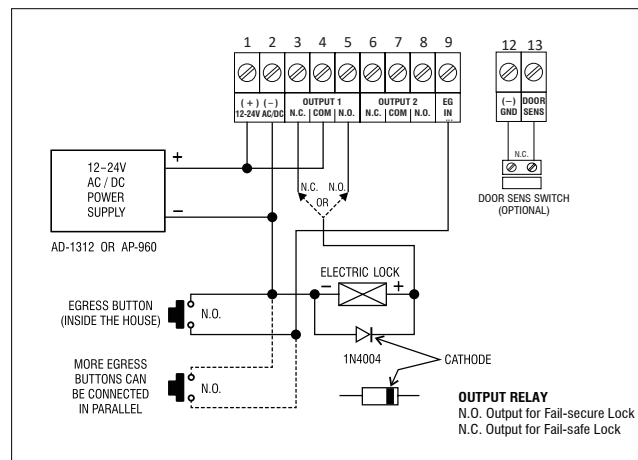 1 2 3 4 5 6 7 8 9 12 13
(+) (−) OUTPUT 1 OUTPUT 2 EG (−) DOOR
12-24V AC/DC N.C. COM N.O. N.C. COM N.O. IN GND SENS
N.C.
DOOR SENS SWITCH
(OPTIONAL)
+
12–24V
AC / DC
POWER
SUPPLY
−
AD-1312 OR AP-960
N.C. N.O.
OR
ELECTRIC LOCK
− +
EGRESS BUTTON
(INSIDE THE HOUSE)
N.O.
1N4004
CATHODE
MORE EGRESS
BUTTONS CAN
BE CONNECTED
IN PARALLEL
N.O.
OUTPUT RELAY
N.O. Output for Fail-secure Lock
N.C. Output for Fail-safe Lock